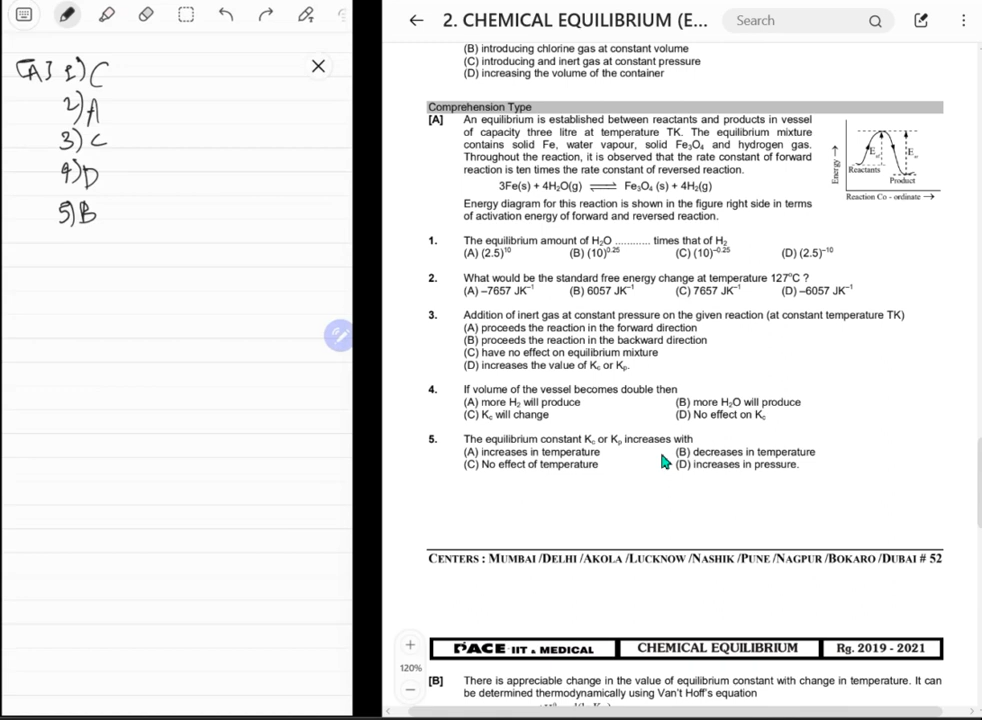 2. CHEMICAL EQUILIBRIUM (E...
Search
(B) introducing chlorine gas at constant volume
(C) introducing and inert gas at constant pressure
(D) increasing the volume of the container
[A] 1) C
2) A
3) C
4) D
5) B
Comprehension Type
[A] An equilibrium is established between reactants and products in vessel
of capacity three litre at temperature TK. The equilibrium mixture
contains solid Fe, water vapour, solid Fe₃O₄ and hydrogen gas.
Throughout the reaction, it is observed that the rate constant of forward
reaction is ten times the rate constant of reversed reaction.
3Fe(s) + 4H₂O(g) ⇌ Fe₃O₄ (s) + 4H₂(g)
Energy diagram for this reaction is shown in the figure right side in terms
of activation energy of forward and reversed reaction.
Energy →
Reactants
Product
Reaction Co - ordinate →
1. The equilibrium amount of H₂O ............ times that of H₂
(A) (2.5)¹⁰ (B) (10)⁰·²⁵ (C) (10)⁻⁰·²⁵ (D) (2.5)⁻¹⁰
2. What would be the standard free energy change at temperature 127°C ?
(A) –7657 JK⁻¹ (B) 6057 JK⁻¹ (C) 7657 JK⁻¹ (D) –6057 JK⁻¹
3. Addition of inert gas at constant pressure on the given reaction (at constant temperature TK)
(A) proceeds the reaction in the forward direction
(B) proceeds the reaction in the backward direction
(C) have no effect on equilibrium mixture
(D) increases the value of Kc or Kp.
4. If volume of the vessel becomes double then
(A) more H₂ will produce (B) more H₂O will produce
(C) Kc will change (D) No effect on Kc
5. The equilibrium constant Kc or Kp increases with
(A) increases in temperature (B) decreases in temperature
(C) No effect of temperature (D) increases in pressure.
CENTERS : MUMBAI /DELHI /AKOLA /LUCKNOW /NASHIK /PUNE /NAGPUR /BOKARO /DUBAI # 52
PACE IIT & MEDICAL CHEMICAL EQUILIBRIUM Rg. 2019 - 2021
120%
[B] There is appreciable change in the value of equilibrium constant with change in temperature. It can
be determined thermodynamically using Van't Hoff's equation